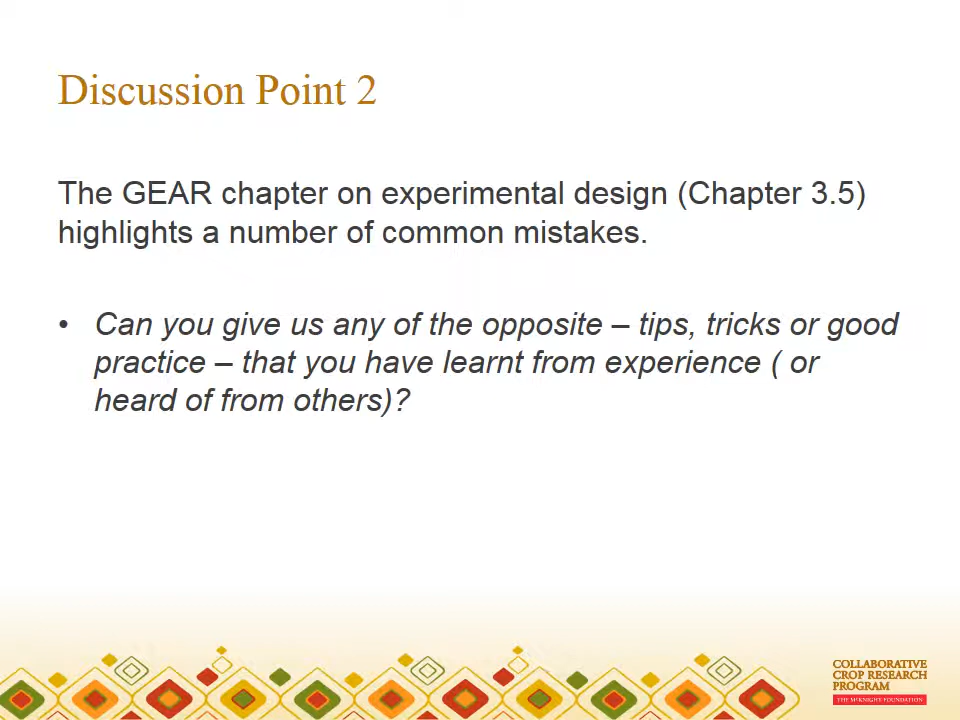 Discussion Point 2
The GEAR chapter on experimental design (Chapter 3.5)
highlights a number of common mistakes.
• Can you give us any of the opposite – tips, tricks or good
practice – that you have learnt from experience ( or
heard of from others)?
COLLABORATIVE
CROP RESEARCH
PROGRAM
THE McKNIGHT FOUNDATION